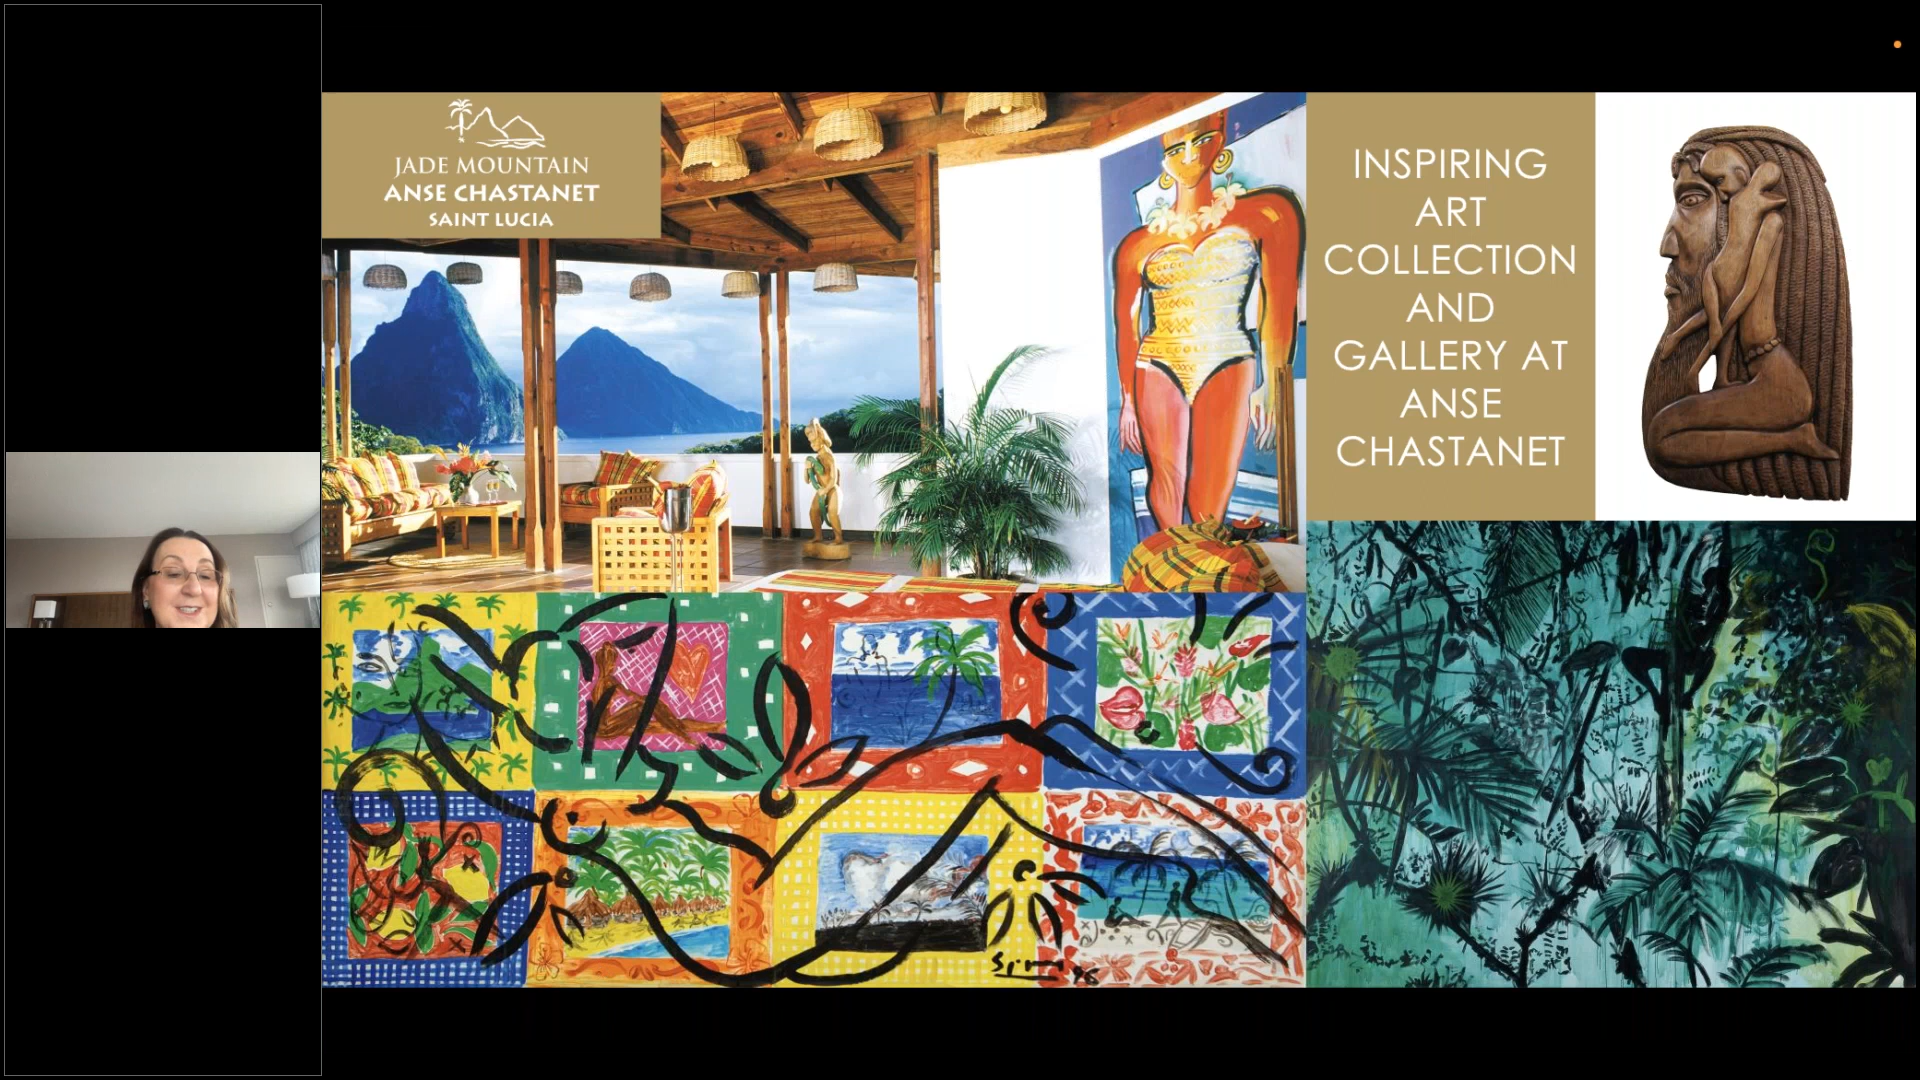 JADE MOUNTAIN
ANSE CHASTANET
SAINT LUCIA
INSPIRING
ART
COLLECTION
AND
GALLERY AT
ANSE
CHASTANET